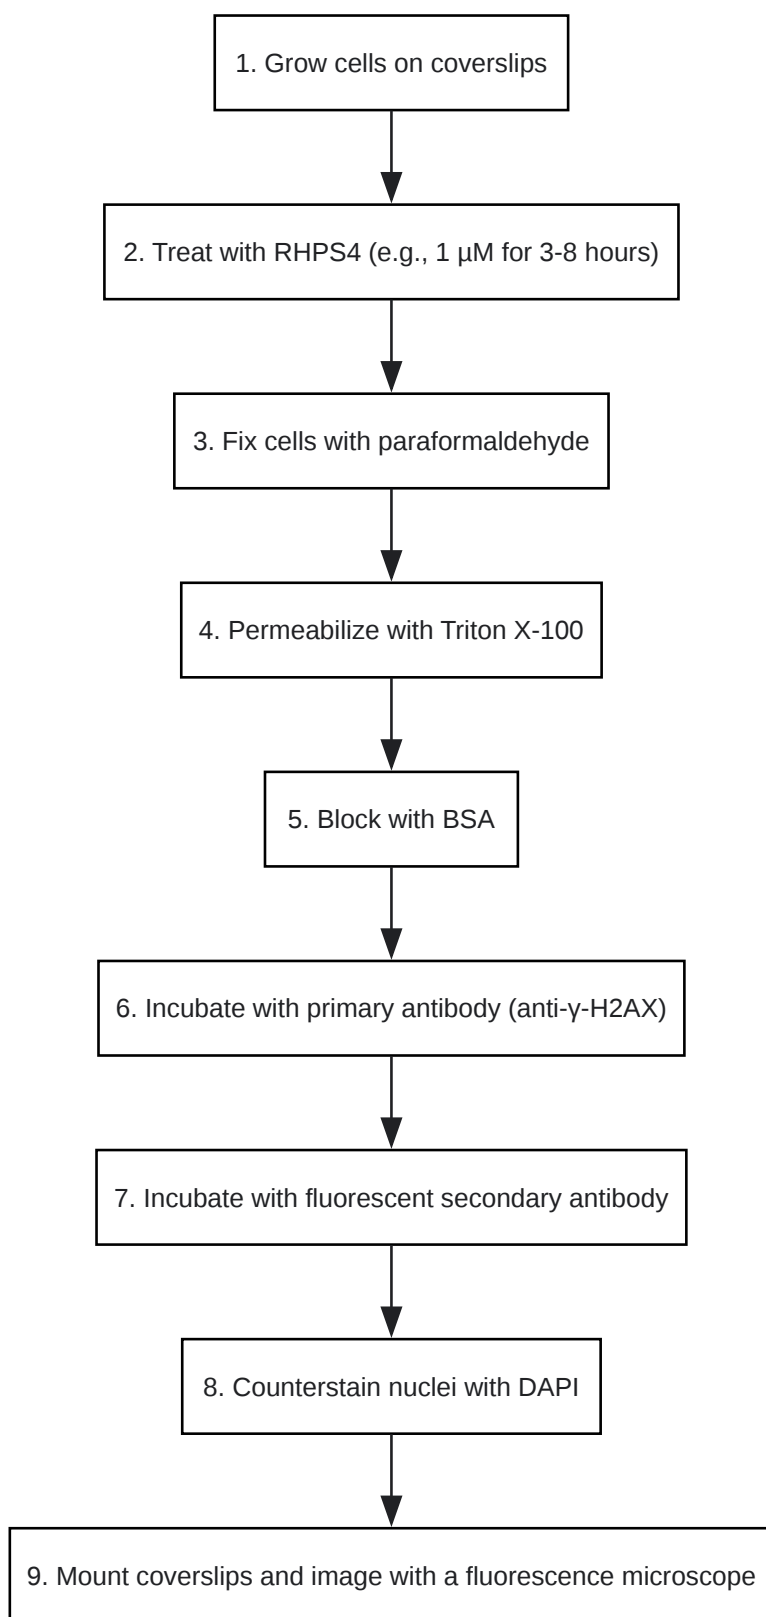 1. Grow cells on coverslips
2. Treat with RHPS4 (e.g., 1 µM for 3-8 hours)
3. Fix cells with paraformaldehyde
4. Permeabilize with Triton X-100
5. Block with BSA
6. Incubate with primary antibody (anti-γ-H2AX)
7. Incubate with fluorescent secondary antibody
8. Counterstain nuclei with DAPI
9. Mount coverslips and image with a fluorescence microscope